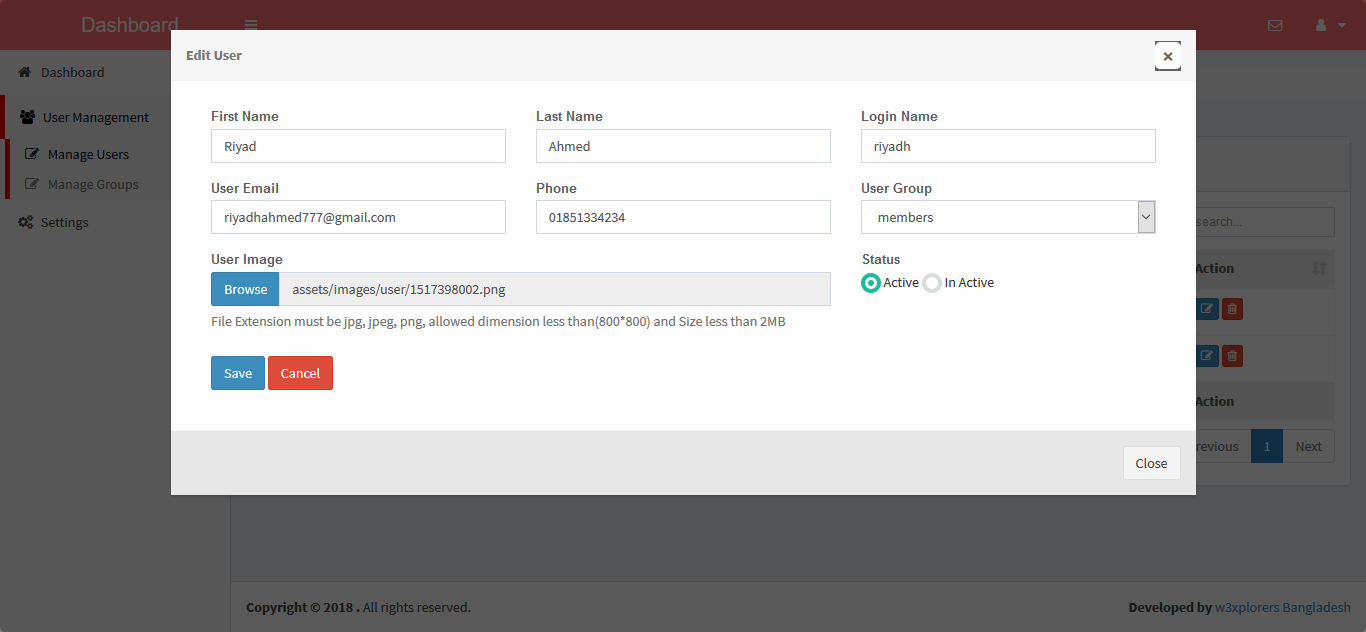 Dashboard
Edit User
Dashboard
User Management
Manage Users
Manage Groups
Settings
First Name Last Name Login Name
Riyad Ahmed riyadh
User Email Phone User Group
riyadhahmed777@gmail.com 01851334234 members
User Image Status
Browse assets/images/user/1517398002.png Active In Active
File Extension must be jpg, jpeg, png, allowed dimension less than(800*800) and Size less than 2MB
Save Cancel
Close
search...
Action
Action
revious 1 Next
Copyright © 2018 . All rights reserved. Developed by w3xplorers Bangladesh